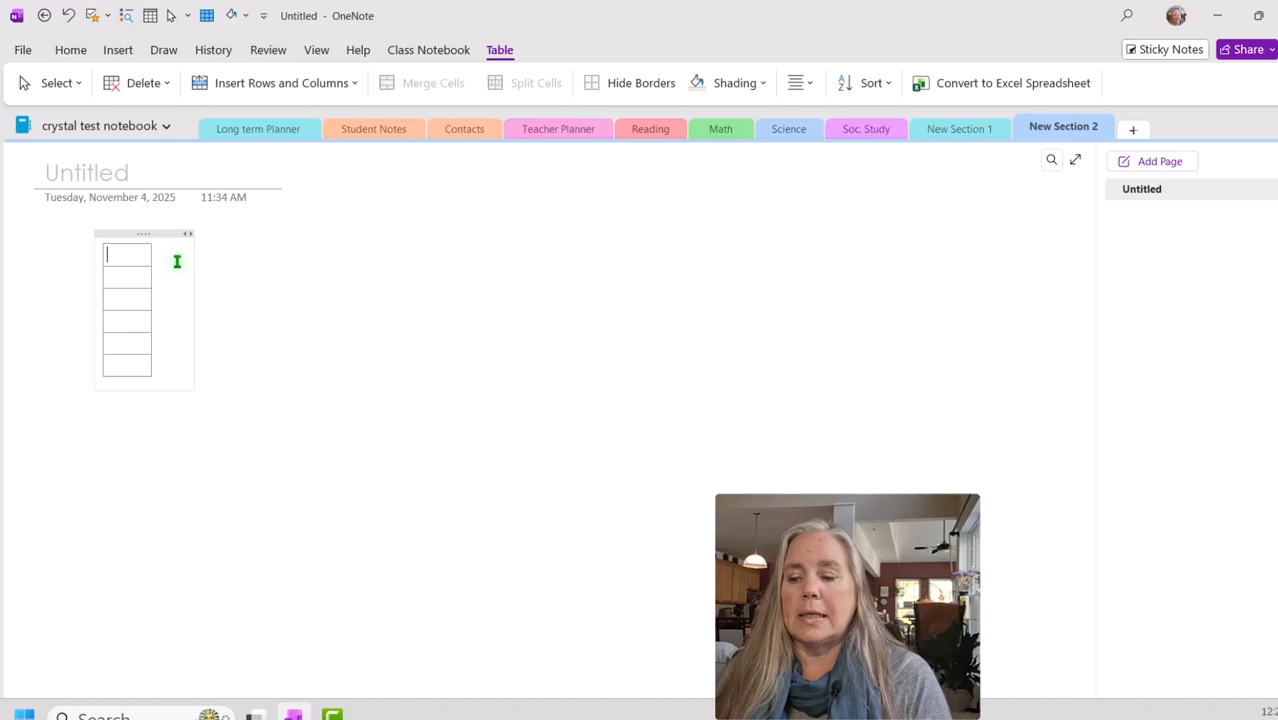 Untitled - OneNote
File Home Insert Draw History Review View Help Class Notebook Table Sticky Notes Share
Select Delete Insert Rows and Columns Merge Cells Split Cells Hide Borders Shading Sort Convert to Excel Spreadsheet
crystal test notebook Long term Planner Student Notes Contacts Teacher Planner Reading Math Science Soc. Study New Section 1 New Section 2
Untitled
Tuesday, November 4, 2025 11:34 AM
Add Page
Untitled
Search